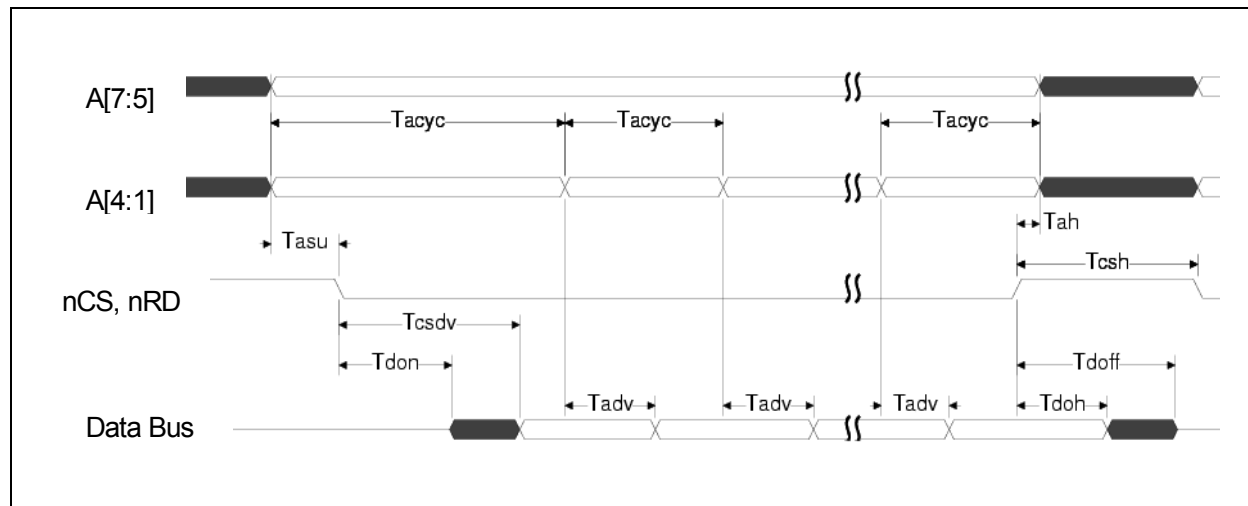 A[7:5]
Tacyc Tacyc Tacyc
A[4:1]
Tah
Tasu
Tcsh
nCS, nRD
Tcsdv
Tdon Tdoff
Tadv Tadv Tadv Tdoh
Data Bus